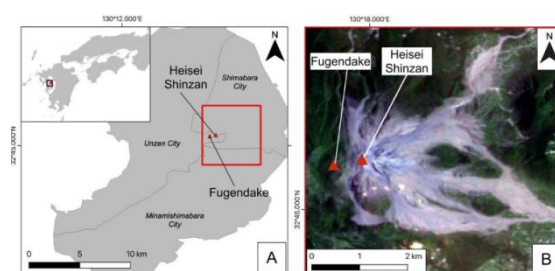 130°12.000'E
N
Heisei
Shinzan
Shimabara
City
Unzen City
Fugendake
Minamishimabara
City
32°45.000'N
0 5 10 km
A
130°18.000'E
N
Fugendake
Heisei
Shinzan
32°45.000'N
0 1 2 km
B